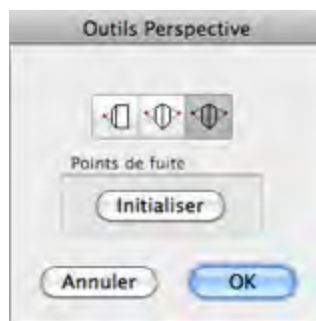 Outils Perspective
Points de fuite
Initialiser
Annuler
OK